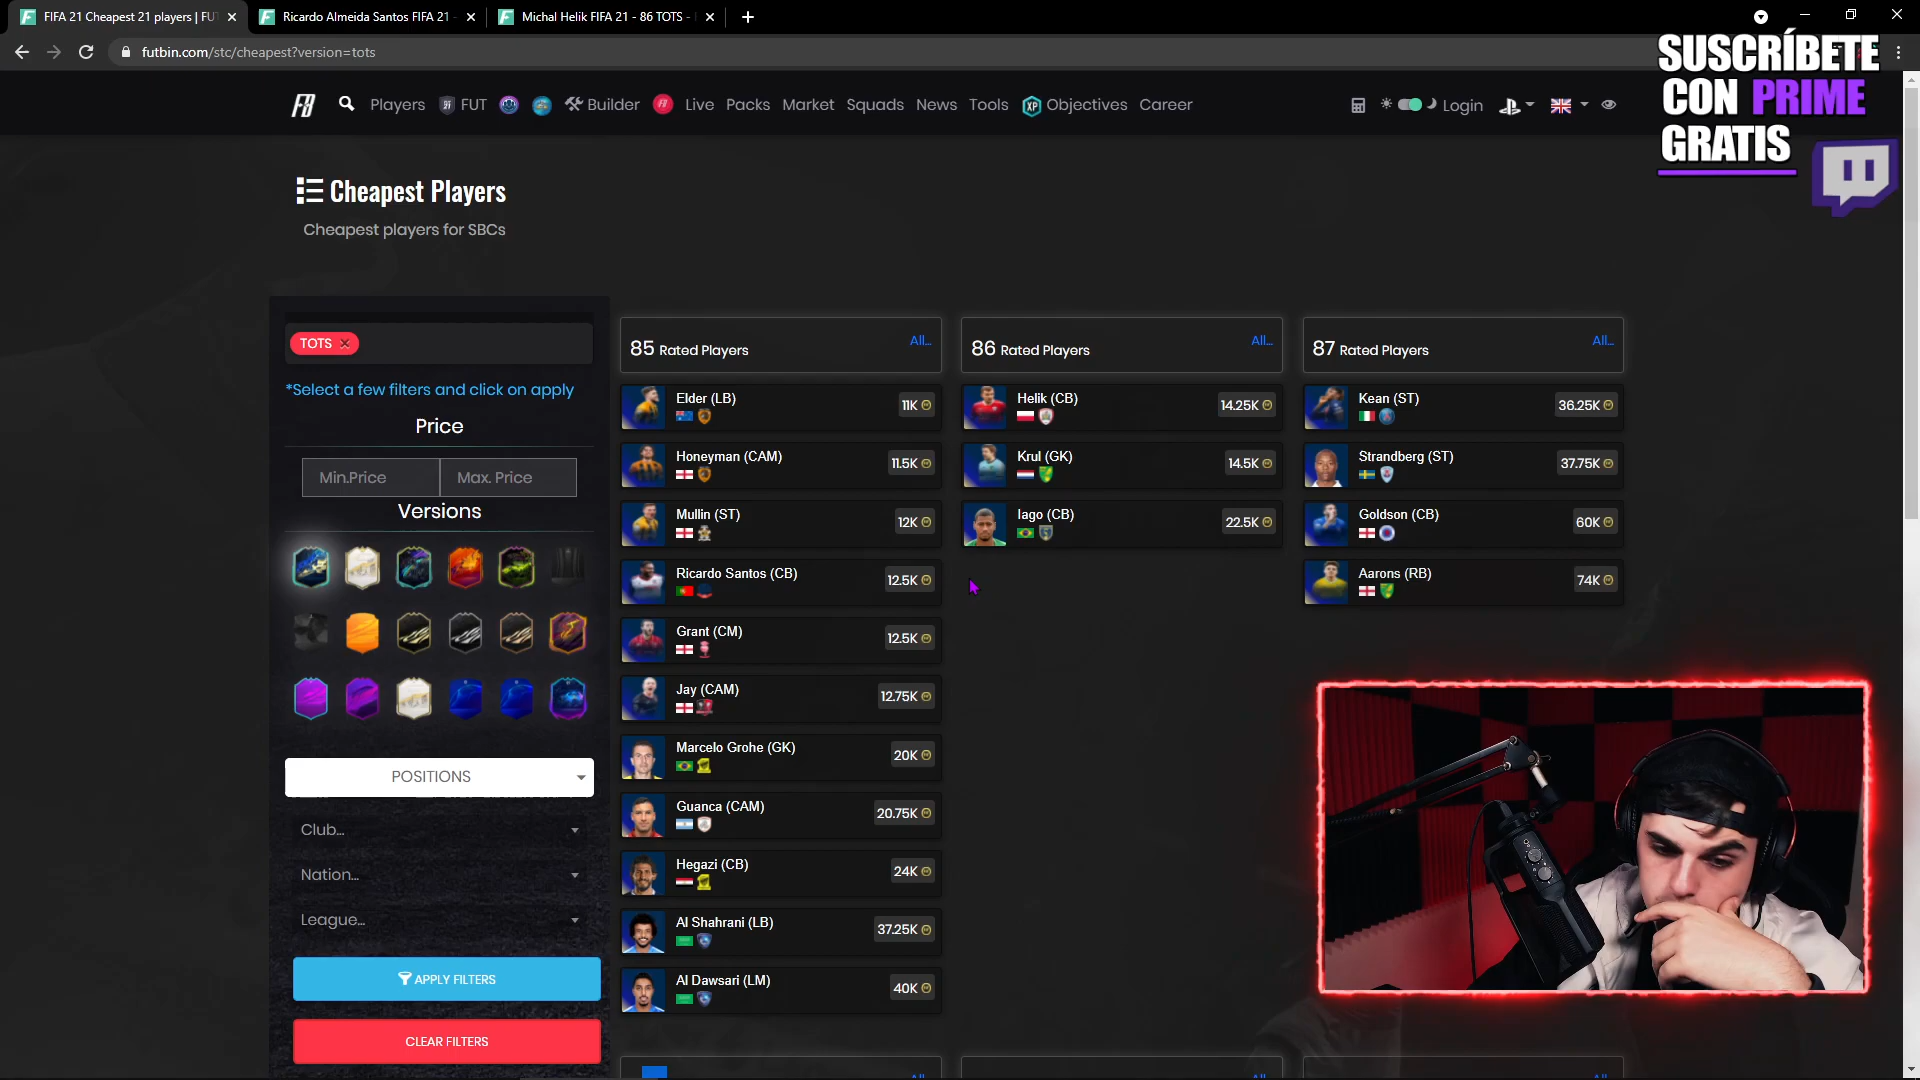 FIFA 21 Cheapest 21 players | FU
Ricardo Almeida Santos FIFA 21 -
Michal Helik FIFA 21 - 86 TOTS -
futbin.com/stc/cheapest?version=tots
SUSCRÍBETE
CON PRIME
GRATIS
Players
FUT
Builder
Live
Packs
Market
Squads
News
Tools
XP
Objectives
Career
Login
Cheapest Players
Cheapest players for SBCs
TOTS ×
*Select a few filters and click on apply
Price
Min.Price
Max. Price
Versions
POSITIONS
Club...
Nation...
League...
APPLY FILTERS
CLEAR FILTERS
85 Rated Players
All...
Elder (LB)
11K
Honeyman (CAM)
11.5K
Mullin (ST)
12K
Ricardo Santos (CB)
12.5K
Grant (CM)
12.5K
Jay (CAM)
12.75K
Marcelo Grohe (GK)
20K
Guanca (CAM)
20.75K
Hegazi (CB)
24K
Al Shahrani (LB)
37.25K
Al Dawsari (LM)
40K
86 Rated Players
All...
Helik (CB)
14.25K
Krul (GK)
14.5K
Iago (CB)
22.5K
87 Rated Players
All...
Kean (ST)
36.25K
Strandberg (ST)
37.75K
Goldson (CB)
60K
Aarons (RB)
74K